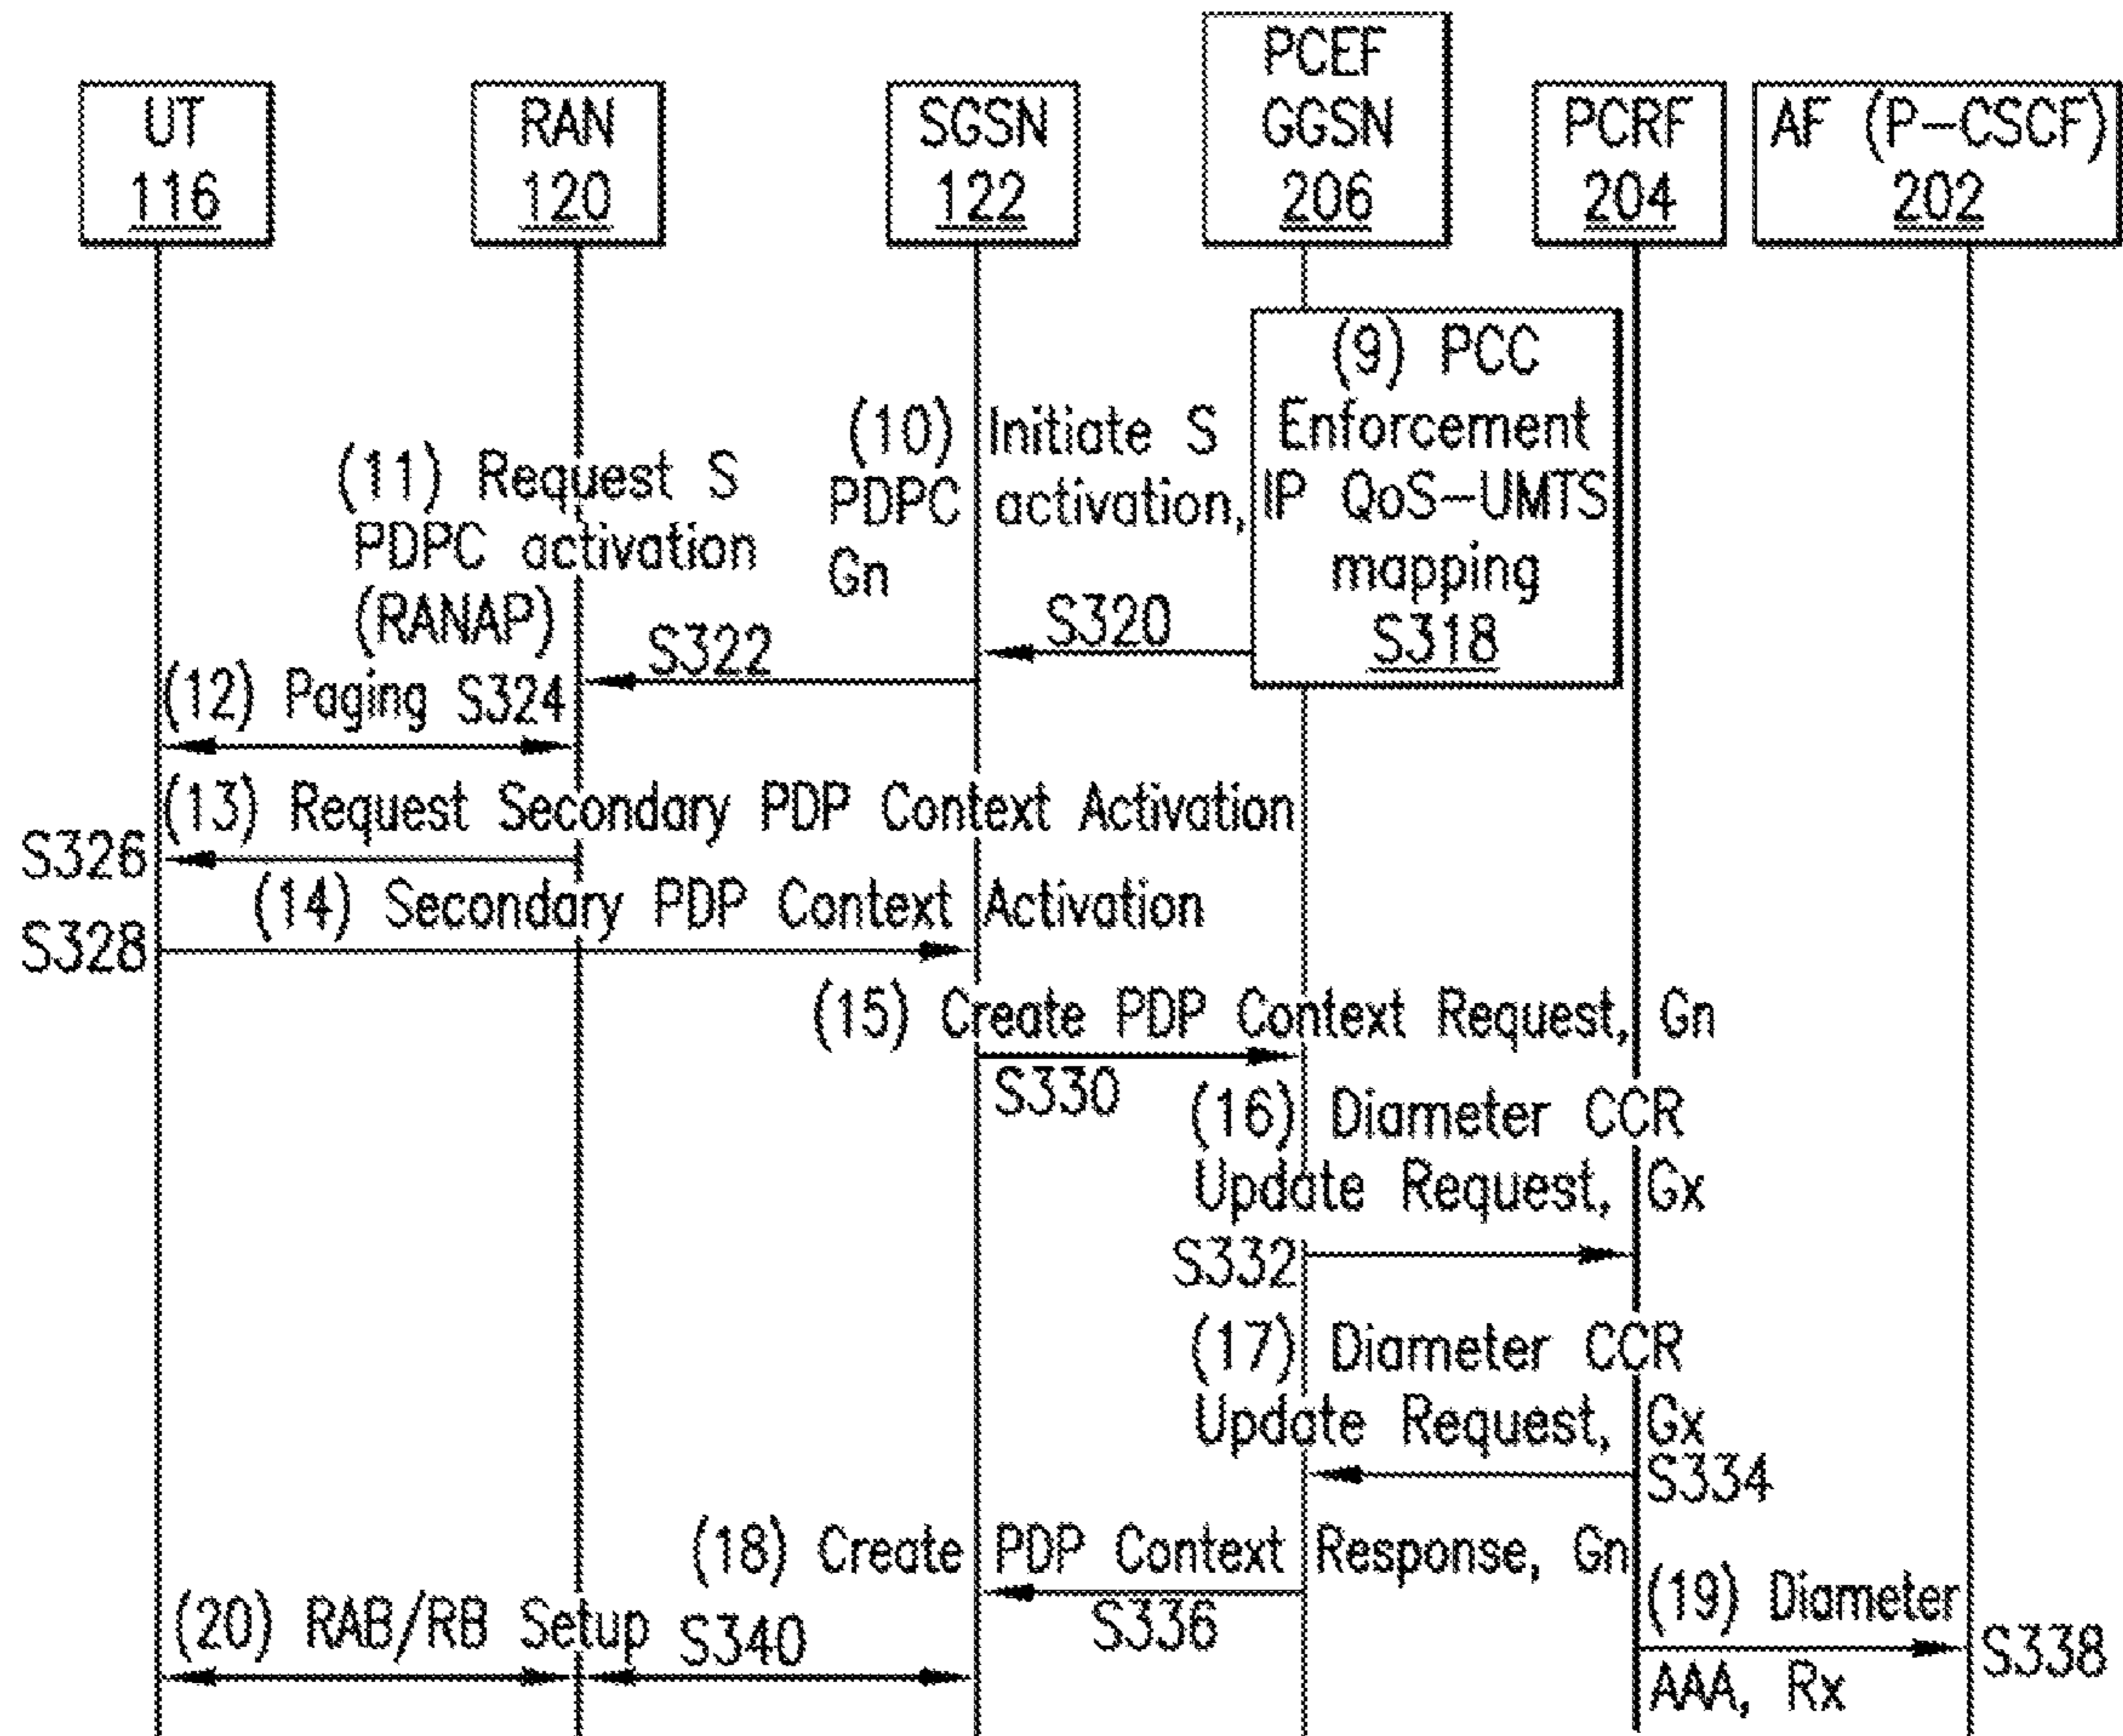 UT
116
RAN
120
SGSN
122
PCEF
GGSN
206
PCRF
204
AF (P-CSCF)
202
(9) PCC
Enforcement
IP QoS-UMTS
mapping
S318
(10) Initiate S
PDPC activation,
Gn
S320
(11) Request S
PDPC activation
(RANAP)
S322
(12) Paging S324
(13) Request Secondary PDP Context Activation
S326
(14) Secondary PDP Context Activation
S328
(15) Create PDP Context Request, Gn
S330
(16) Diameter CCR
Update Request, Gx
S332
(17) Diameter CCR
Update Request, Gx
S334
(18) Create PDP Context Response, Gn
S336
(19) Diameter
S338
AAA, Rx
(20) RAB/RB Setup S340